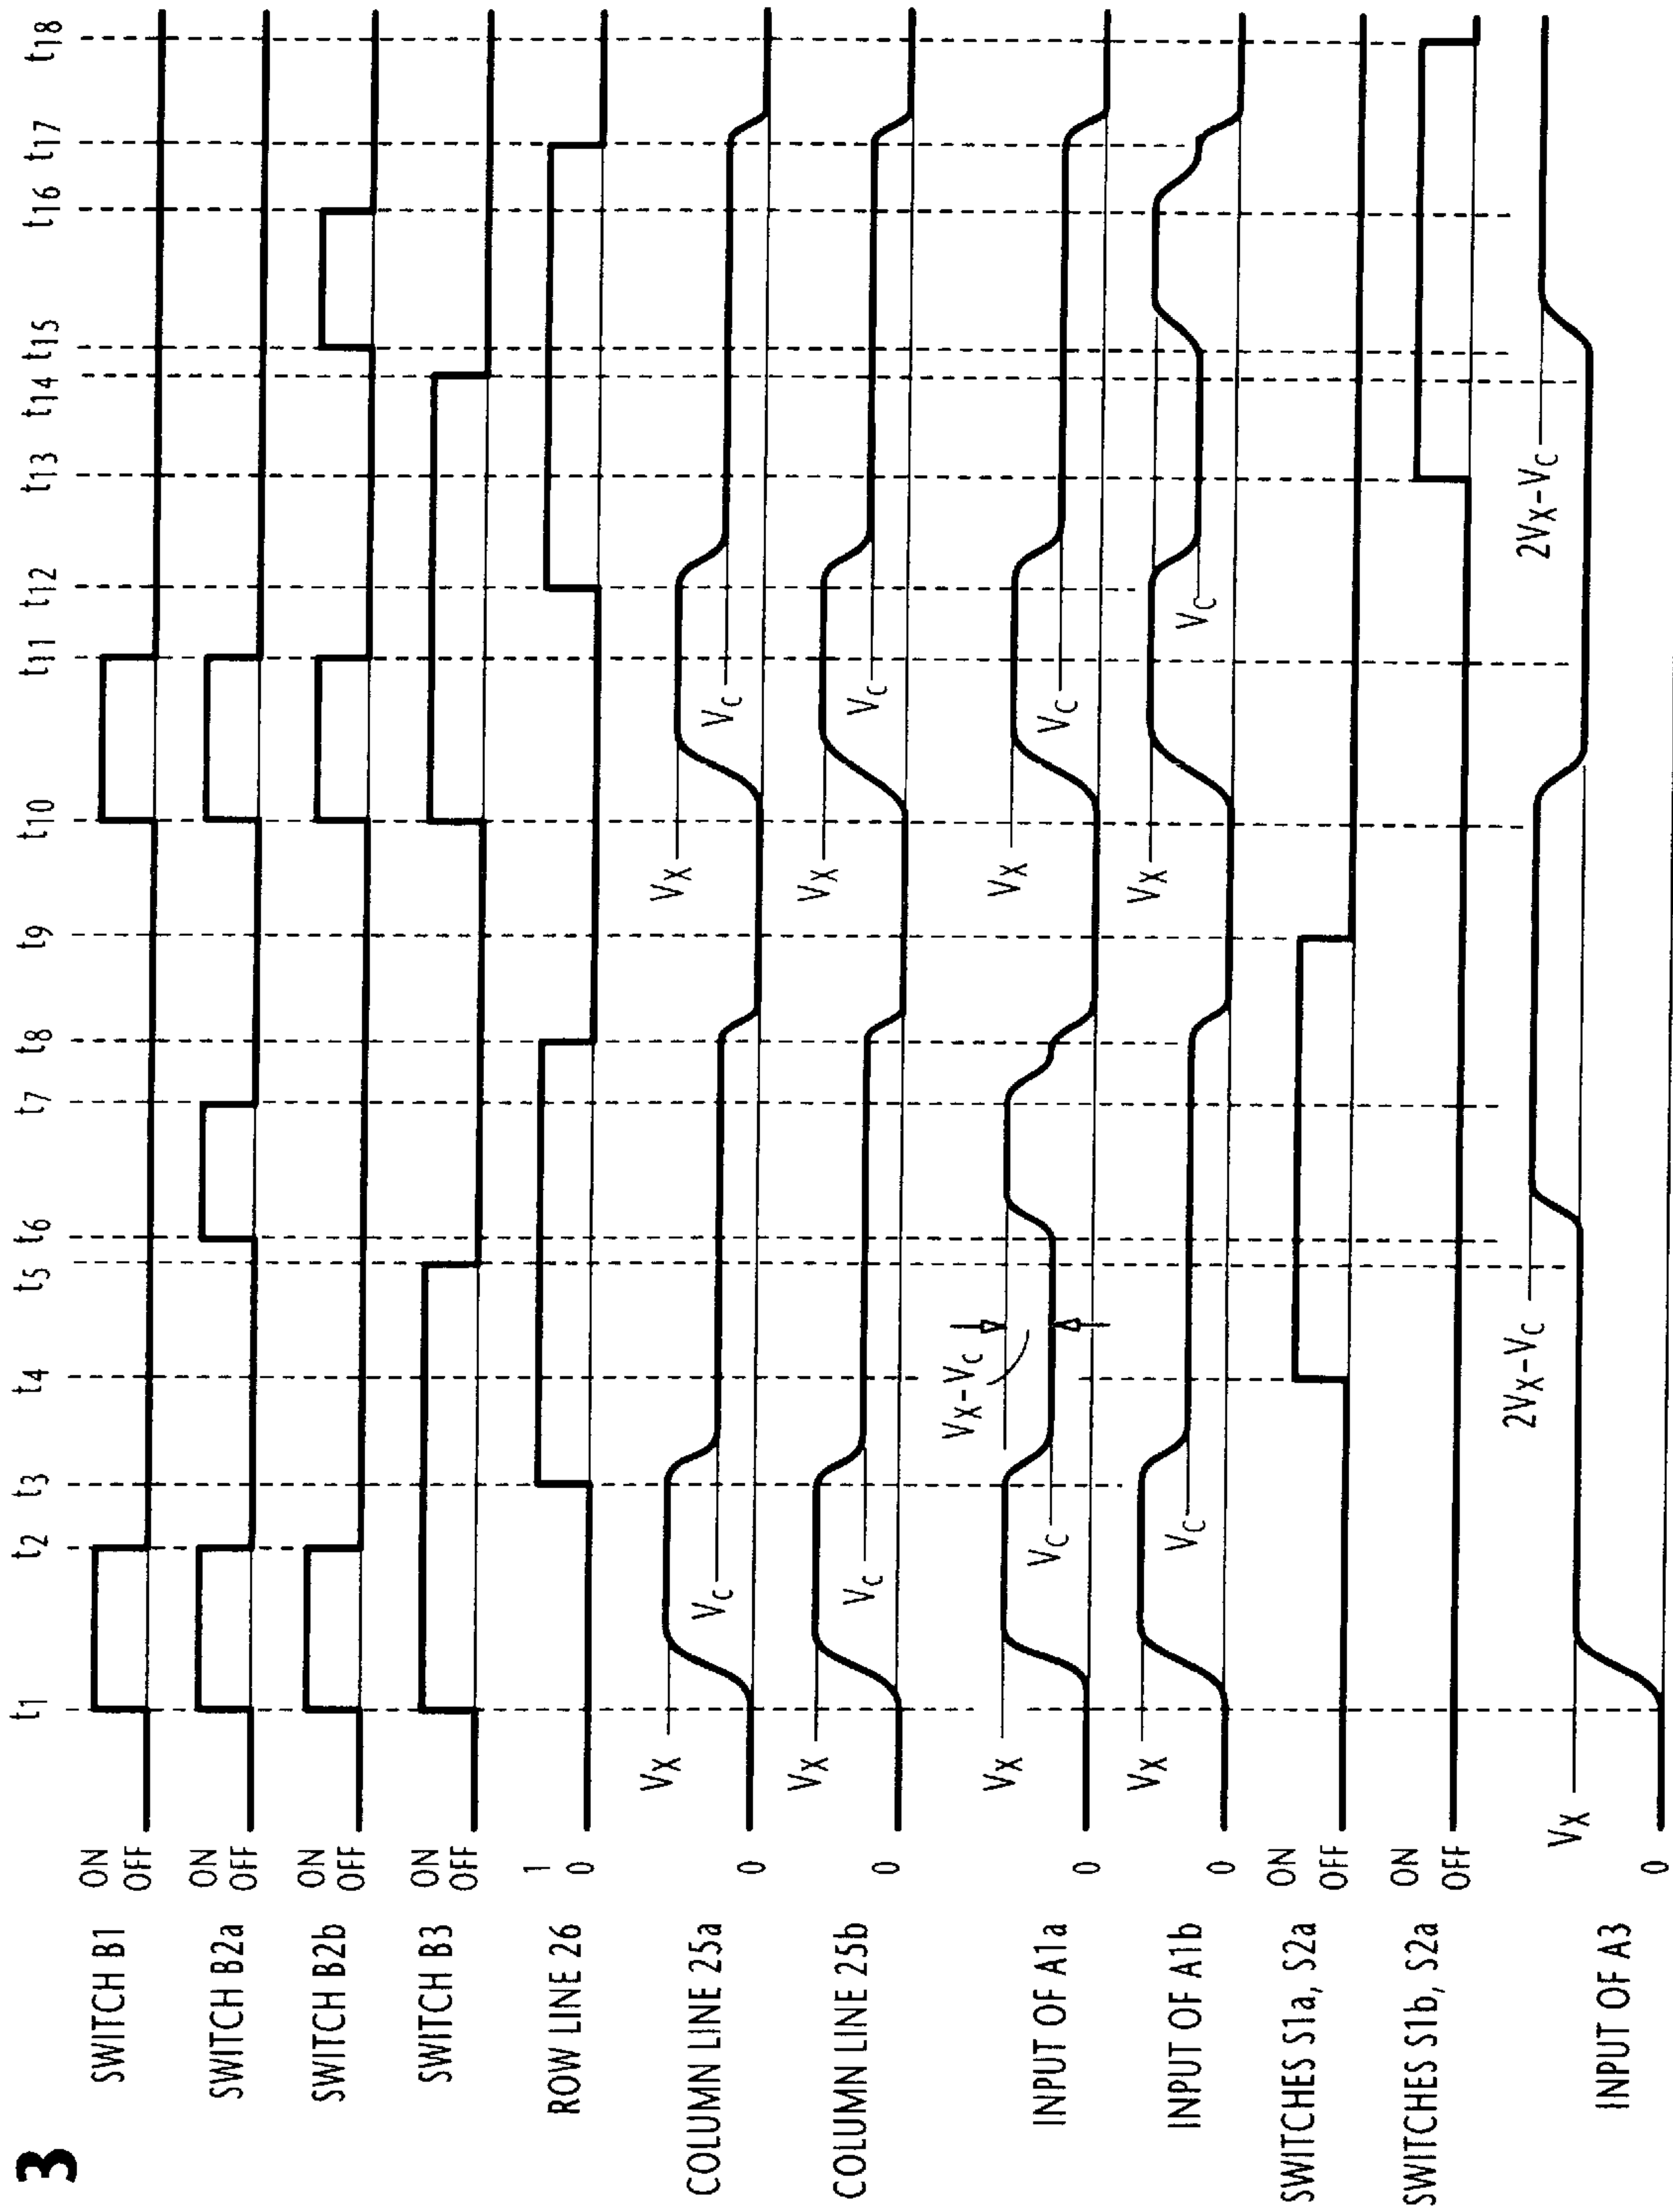 3
t1 t2 t3 t4 t5 t6 t7 t8 t9 t10 t11 t12 t13 t14 t15 t16 t17 t18
SWITCH B1 ON
OFF
SWITCH B2a ON
OFF
SWITCH B2b ON
OFF
SWITCH B3 ON
OFF
ROW LINE 26 1
0
VX VX
COLUMN LINE 25a VC VC
0
VX VX
COLUMN LINE 25b VC VC
0
VX-VC
VX VX
INPUT OF A1a VC VC
0
VX VX
INPUT OF A1b VC VC
0
SWITCHES S1a, S2a ON
OFF
SWITCHES S1b, S2a ON
OFF
2VX-VC 2VX-VC
VX
INPUT OF A3 0